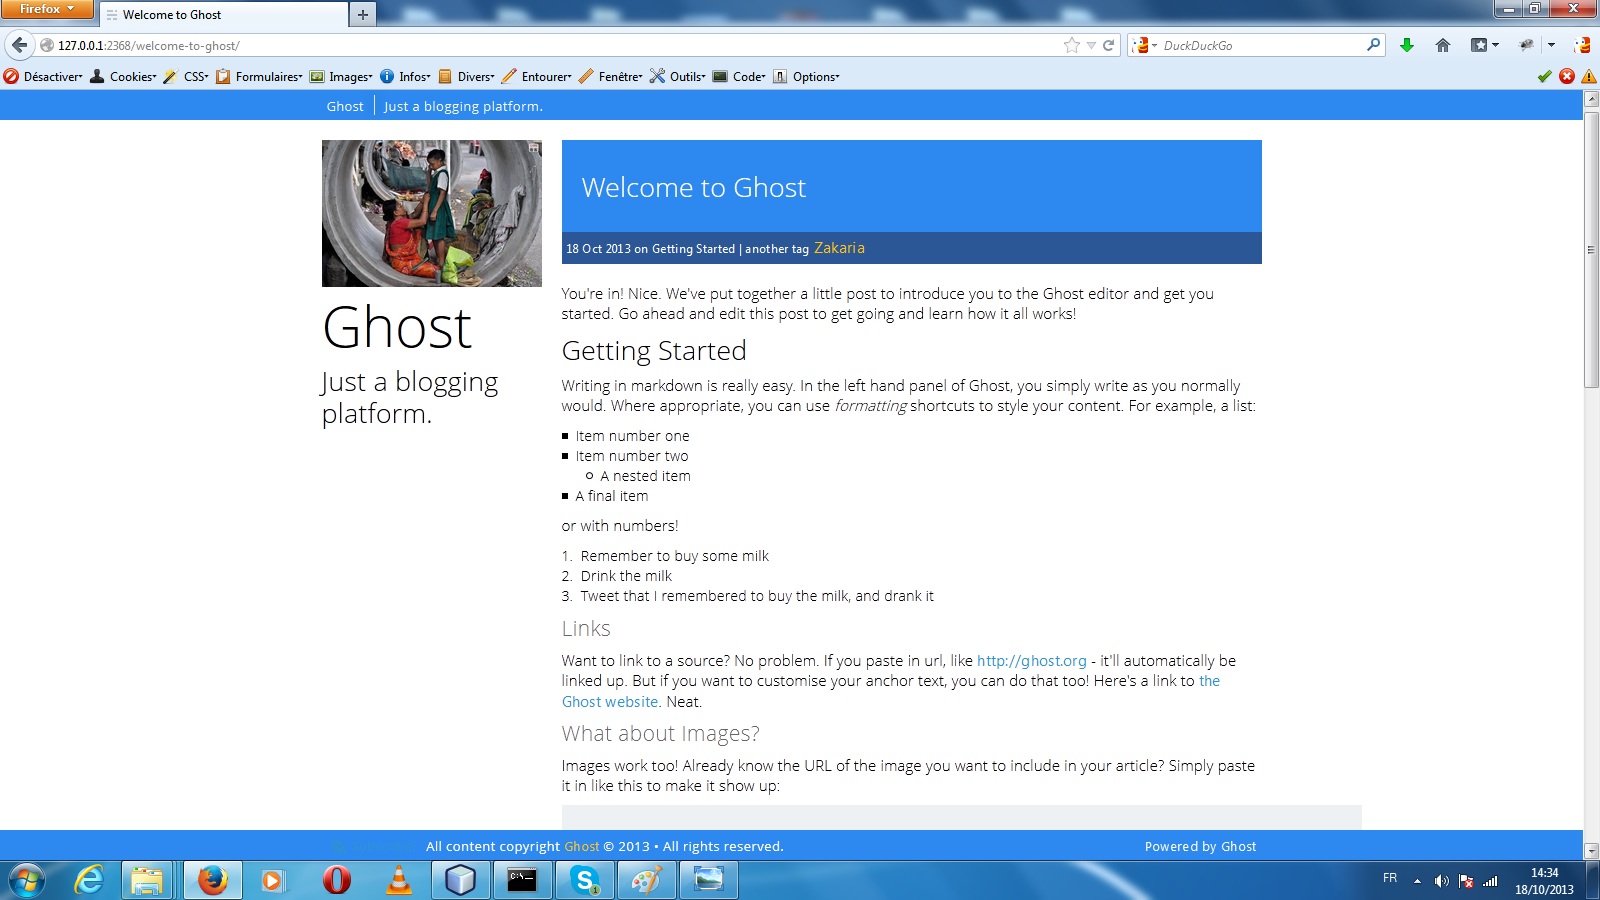 Firefox
Welcome to Ghost
127.0.0.1:2368/welcome-to-ghost/
DuckDuckGo
Désactiver Cookies CSS Formulaires Images Infos Divers Entourer Fenêtre Outils Code Options
Ghost Just a blogging platform.
Welcome to Ghost
18 Oct 2013 on Getting Started | another tag Zakaria
Ghost
Just a blogging
platform.
You're in! Nice. We've put together a little post to introduce you to the Ghost editor and get you
started. Go ahead and edit this post to get going and learn how it all works!
Getting Started
Writing in markdown is really easy. In the left hand panel of Ghost, you simply write as you normally
would. Where appropriate, you can use formatting shortcuts to style your content. For example, a list:
Item number one
Item number two
A nested item
A final item
or with numbers!
1. Remember to buy some milk
2. Drink the milk
3. Tweet that I remembered to buy the milk, and drank it
Links
Want to link to a source? No problem. If you paste in url, like http://ghost.org - it'll automatically be
linked up. But if you want to customise your anchor text, you can do that too! Here's a link to the
Ghost website. Neat.
What about Images?
Images work too! Already know the URL of the image you want to include in your article? Simply paste
it in like this to make it show up:
All content copyright Ghost © 2013 • All rights reserved.
Powered by Ghost
FR
14:34
18/10/2013